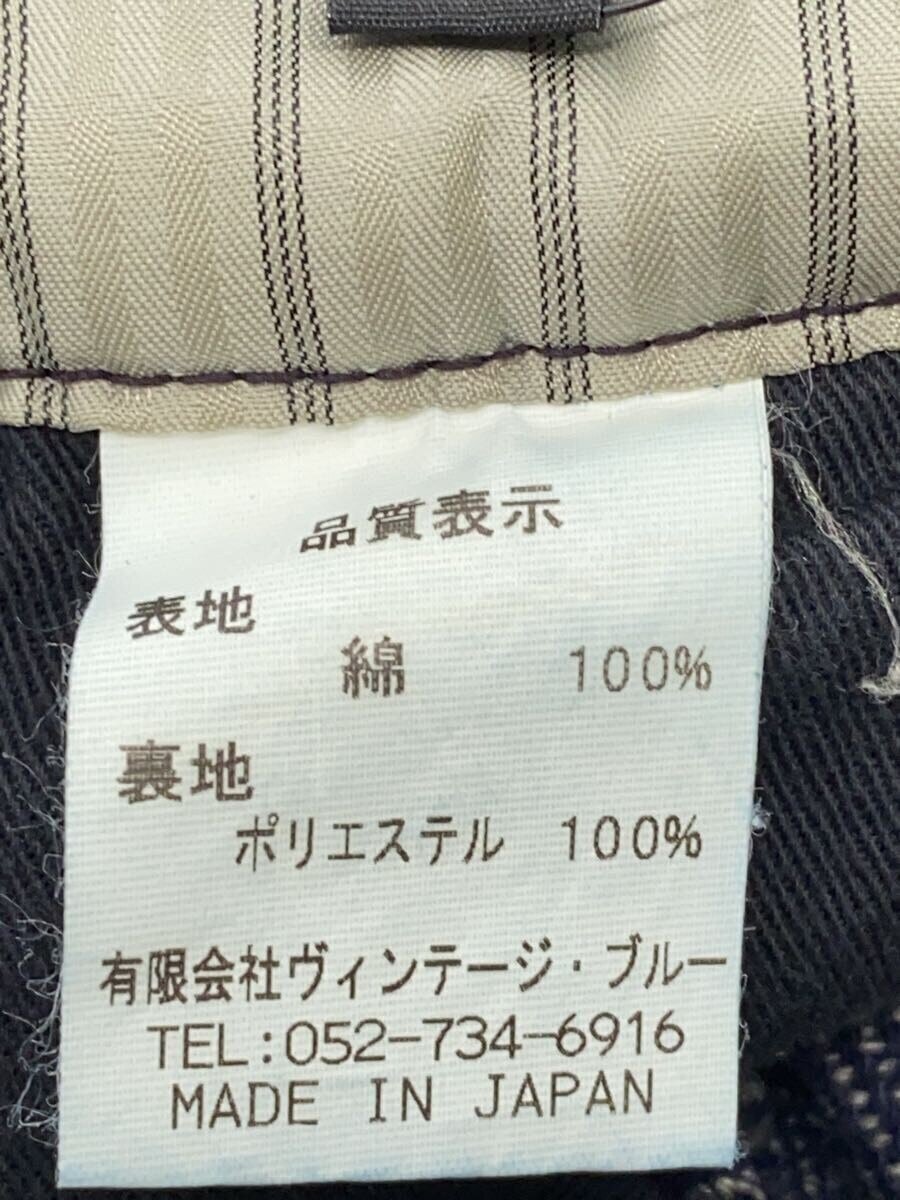 品質表示
表地
綿 100%
裏地
ポリエステル 100%
有限会社ヴィンテージ・ブルー
TEL:052-734-6916
MADE IN JAPAN